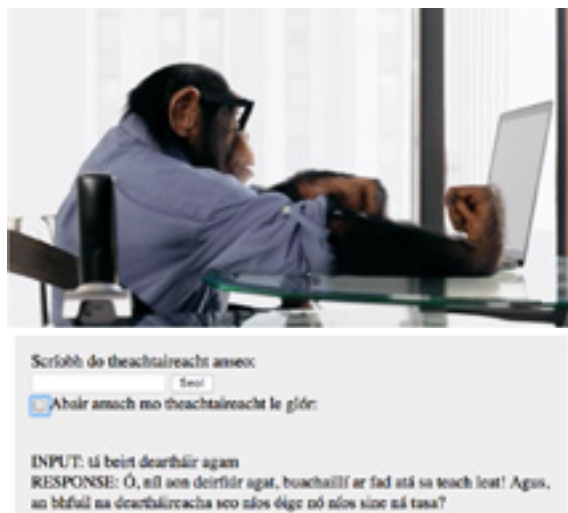 Scríobh do theachtaireacht anseo:
Seol
Abair amach mo theachtaireacht le glór:
INPUT: tá beirt deartháir agam
RESPONSE: Ó, níl aon deirfiúr agat, buachaillí ar fad atá sa teach leat! Agus,
an bhfuil na deartháireacha seo níos óige nó níos sine ná tusa?